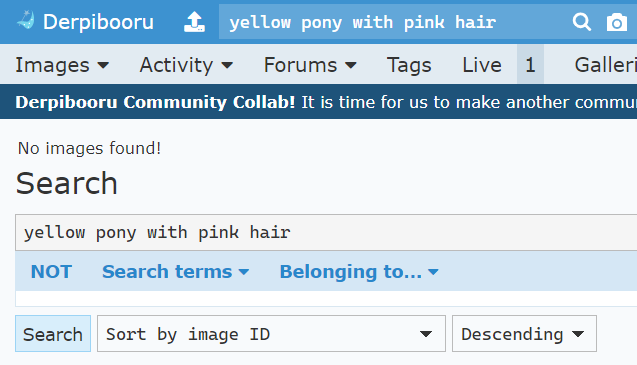 Derpibooru yellow pony with pink hair
Images Activity Forums Tags Live 1 Galleri
Derpibooru Community Collab! It is time for us to make another commu
No images found!
Search
yellow pony with pink hair
NOT Search terms Belonging to...
Search Sort by image ID Descending